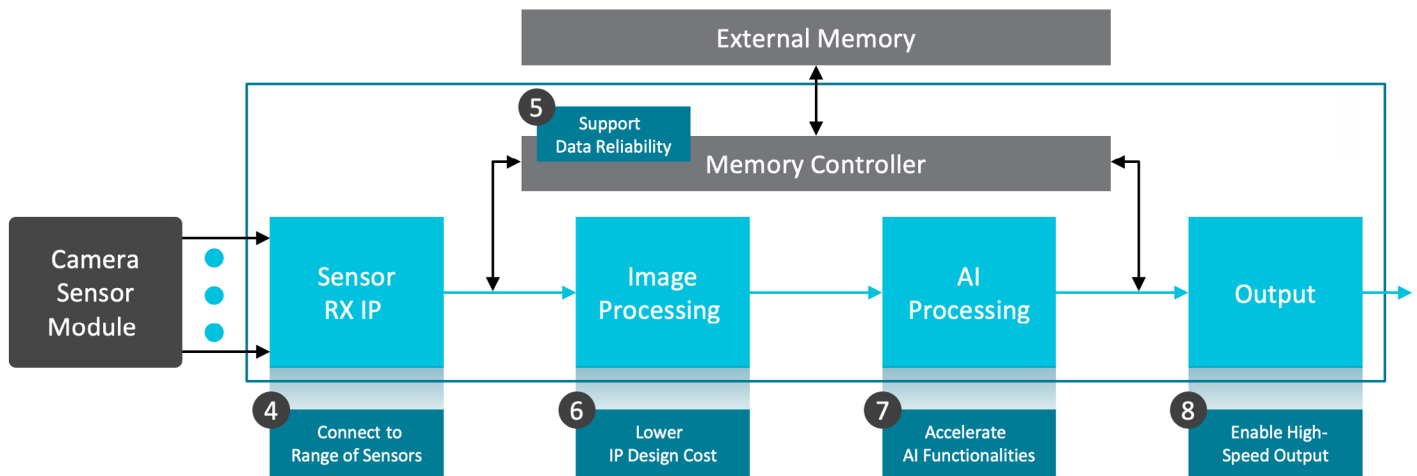 External Memory
5
Support
Data Reliability
Memory Controller
Camera
Sensor
Module
Sensor
RX IP
Image
Processing
AI
Processing
Output
4
Connect to
Range of Sensors
6
Lower
IP Design Cost
7
Accelerate
AI Functionalities
8
Enable High-
Speed Output